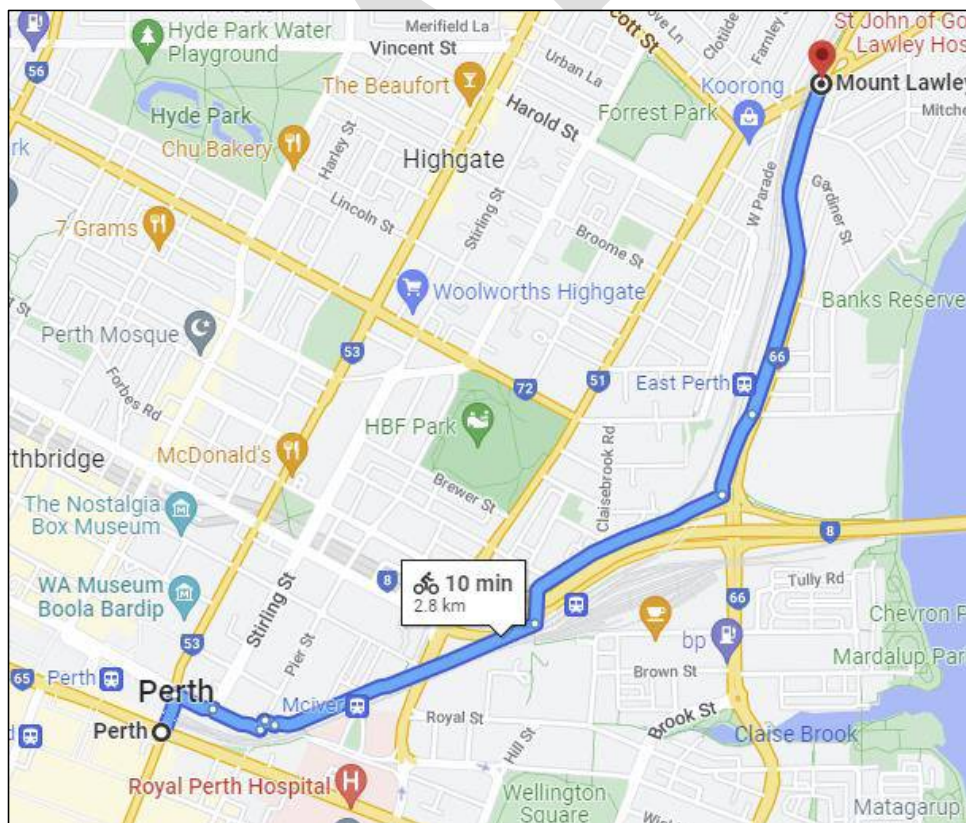 Merifield La
Hyde Park Water
Playground
Vincent St
St John of Go
Lawley Hos
Clotilde
Farnley S
Urban La
56
The Beaufort
Koorong
Mount Lawley
Mitche
Forrest Park
Harold St
Hyde Park
Chu Bakery
Harley St
Highgate
W Parade
Gardiner St
Lincoln St
Stirling St
Broome St
7 Grams
Woolworths Highgate
Banks Reserve
Perth Mosque
53
66
72
51
East Perth
Forbes Rd
HBF Park
McDonald's
thbridge
Claisebrook Rd
Brewer St
The Nostalgia
Box Museum
8
8
10 min
2.8 km
Tully Rd
WA Museum
Boola Bardip
Stirling St
66
Chevron P
bp
Mardalup Par
53
Pier St
Brown St
65
Perth
Perth
Mciver
Perth
Royal St
Hill St
Brook St
Claise Brook
Royal Perth Hospital
H
Wellington
Square
Matagarup